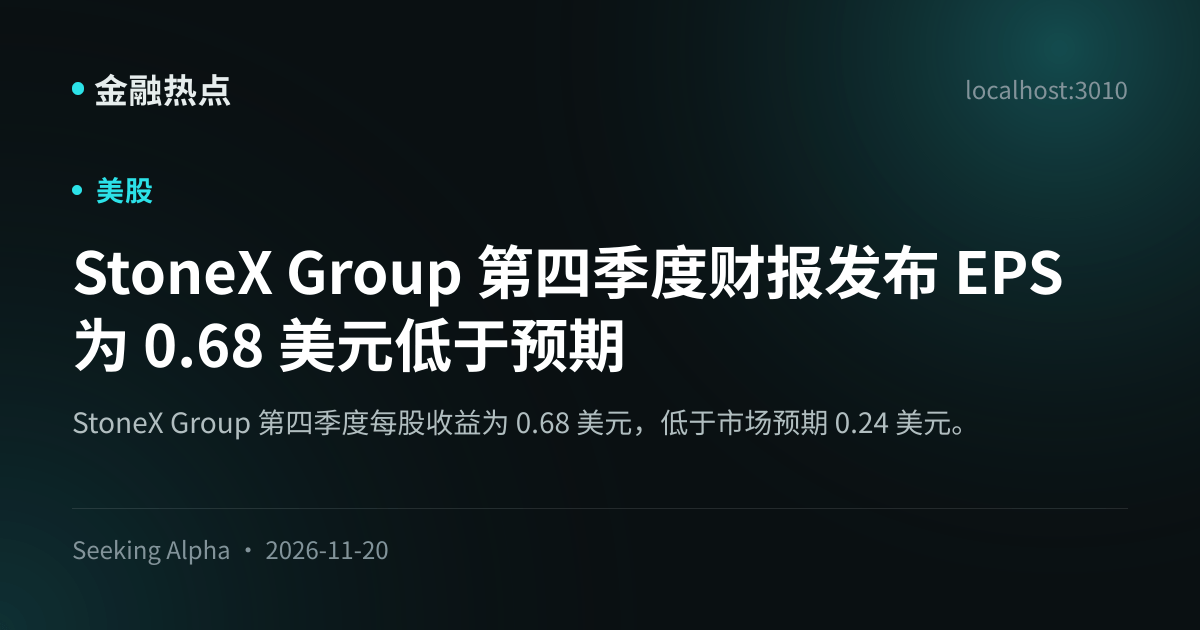 金融热点
localhost:3010
美股
StoneX Group 第四季度财报发布 EPS
为 0.68 美元低于预期
StoneX Group 第四季度每股收益为 0.68 美元，低于市场预期 0.24 美元。
Seeking Alpha · 2026-11-20